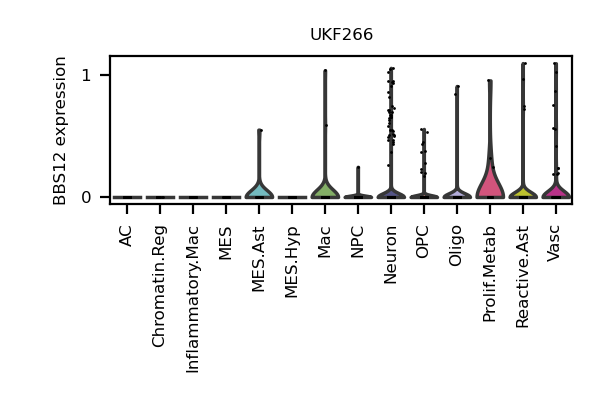 UKF266
BBS12 expression
1
0
AC
Chromatin.Reg
Inflammatory.Mac
MES
MES.Ast
MES.Hyp
Mac
NPC
Neuron
OPC
Oligo
Prolif.Metab
Reactive.Ast
Vasc